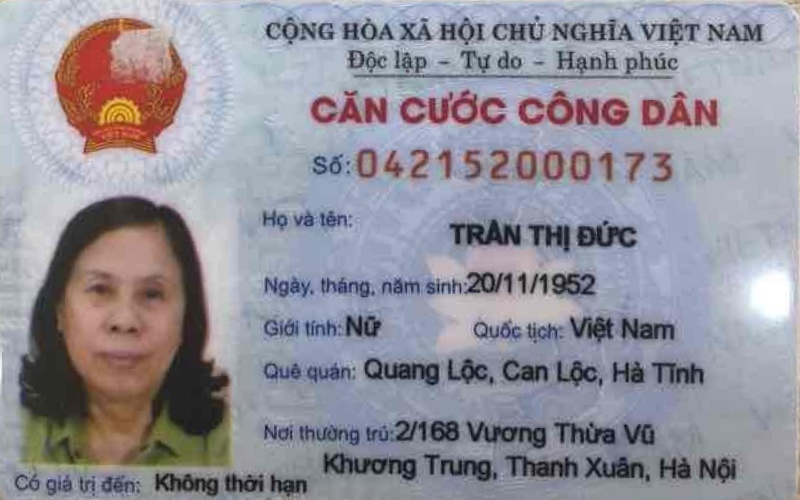 CỘNG HÒA XÃ HỘI CHỦ NGHĨA VIỆT NAM
Độc lập - Tự do - Hạnh phúc
CĂN CƯỚC CÔNG DÂN
Số: 042152000173
Họ và tên: TRẦN THỊ ĐỨC
Ngày, tháng, năm sinh: 20/11/1952
Giới tính: Nữ Quốc tịch: Việt Nam
Quê quán: Quang Lộc, Can Lộc, Hà Tĩnh
Nơi thường trú: 2/168 Vương Thừa Vũ
Khương Trung, Thanh Xuân, Hà Nội
Có giá trị đến: Không thời hạn